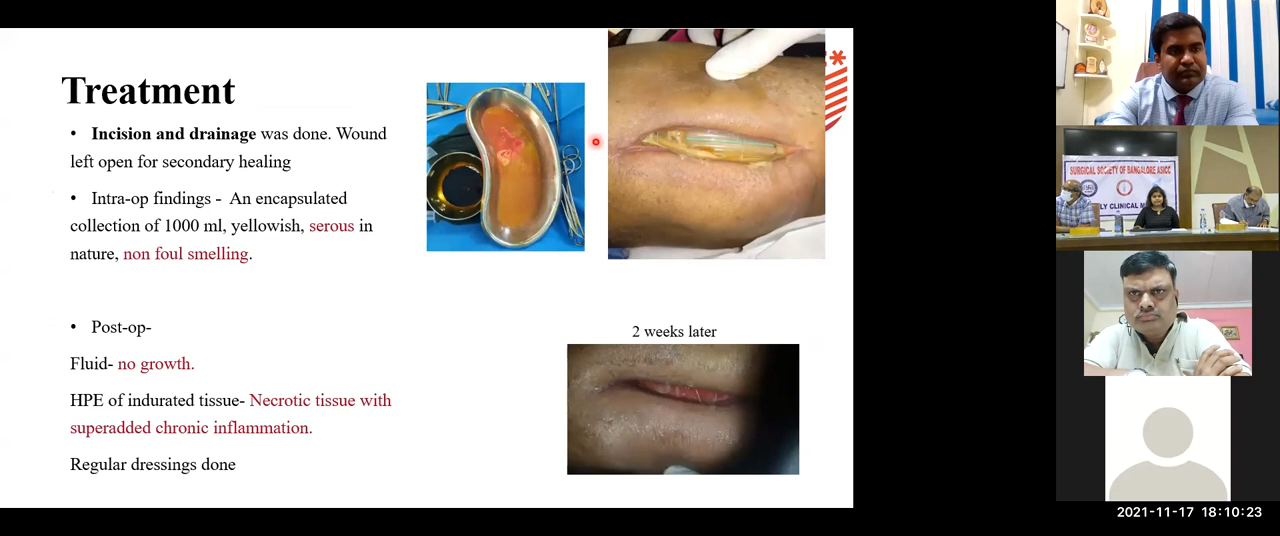 Treatment
• Incision and drainage was done. Wound
left open for secondary healing
• Intra-op findings - An encapsulated
collection of 1000 ml, yellowish, serous in
nature, non foul smelling.
• Post-op-
Fluid- no growth.
HPE of indurated tissue- Necrotic tissue with
superadded chronic inflammation.
Regular dressings done
2 weeks later
SURGICAL SOCIETY OF BANGALORE ASICC
LY CLINICAL M
2021-11-17 18:10:23